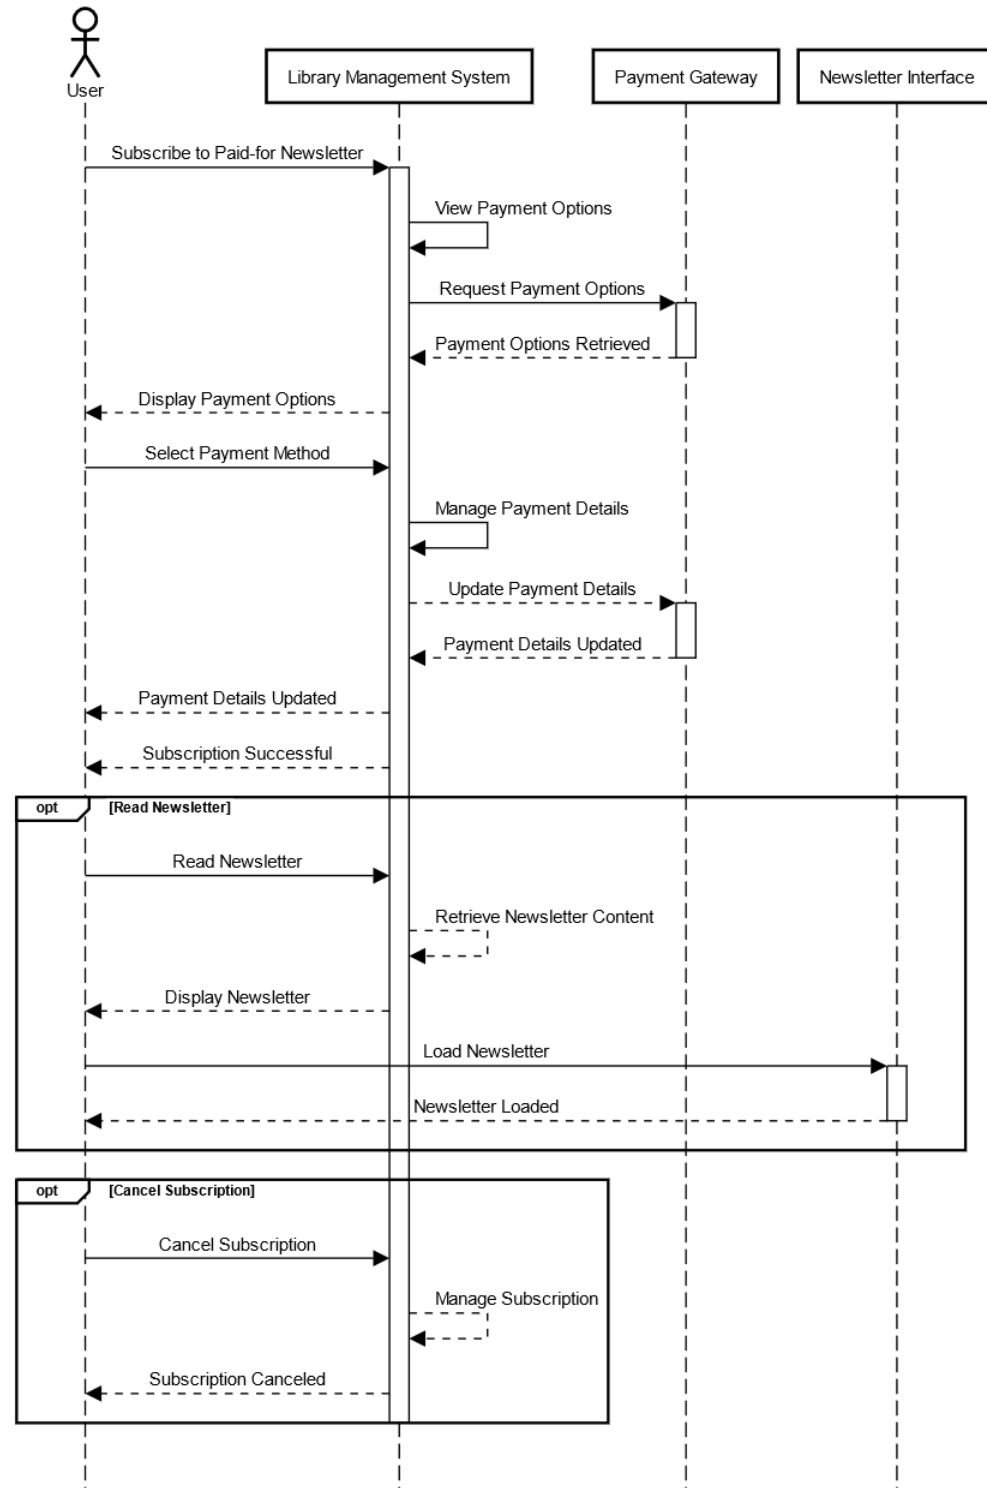 User
Library Management System
Payment Gateway
Newsletter Interface
Subscribe to Paid-for Newsletter
View Payment Options
Request Payment Options
Payment Options Retrieved
Display Payment Options
Select Payment Method
Manage Payment Details
Update Payment Details
Payment Details Updated
Payment Details Updated
Subscription Successful
opt
[Read Newsletter]
Read Newsletter
Retrieve Newsletter Content
Display Newsletter
Load Newsletter
Newsletter Loaded
opt
[Cancel Subscription]
Cancel Subscription
Manage Subscription
Subscription Canceled